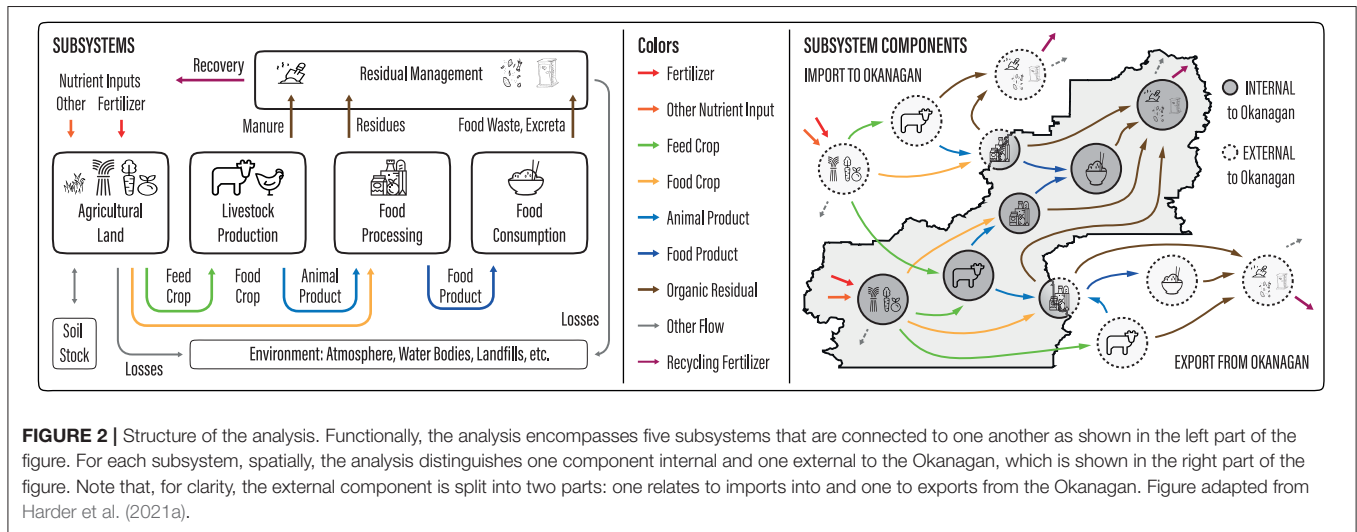 SUBSYSTEMS
Nutrient Inputs
Other Fertilizer
Recovery
Residual Management
Manure
Residues
Food Waste, Excreta
Agricultural
Land
Livestock
Production
Food
Processing
Food
Consumption
Feed
Crop
Food
Crop
Animal
Product
Food
Product
Soil
Stock
Losses
Environment: Atmosphere, Water Bodies, Landfills, etc.
Losses
Colors
Fertilizer
Other Nutrient Input
Feed Crop
Food Crop
Animal Product
Food Product
Organic Residual
Other Flow
Recycling Fertilizer
SUBSYSTEM COMPONENTS
IMPORT TO OKANAGAN
INTERNAL
to Okanagan
EXTERNAL
to Okanagan
EXPORT FROM OKANAGAN
FIGURE 2 | Structure of the analysis. Functionally, the analysis encompasses five subsystems that are connected to one another as shown in the left part of the
figure. For each subsystem, spatially, the analysis distinguishes one component internal and one external to the Okanagan, which is shown in the right part of the
figure. Note that, for clarity, the external component is split into two parts: one relates to imports into and one to exports from the Okanagan. Figure adapted from
Harder et al. (2021a).